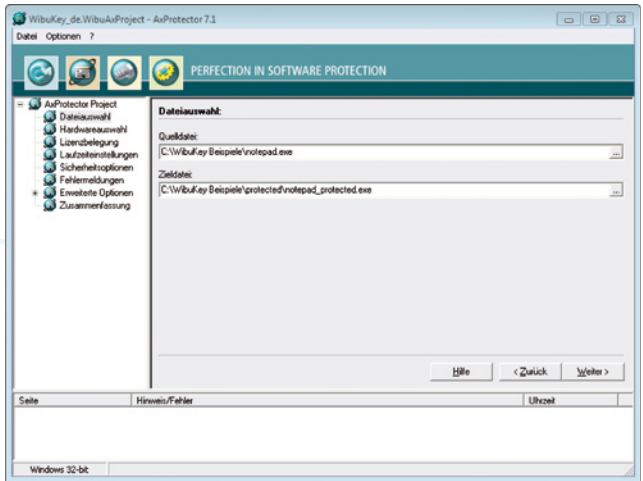 WibuKey_de.WibuAxProject - AxProtector 7.1
Datei Optionen ?
PERFECTION IN SOFTWARE PROTECTION
AxProtector Project
Dateiauswahl
Hardwareauswahl
Lizenzbelegung
Laufzeiteinstellungen
Sicherheitsoptionen
Fehlermeldungen
Erweiterte Optionen
Zusammenfassung
Dateiauswahl:
Quelldatei:
C:\WibuKey Beispiele\notepad.exe
...
Zieldatei:
C:\WibuKey Beispiele\protected\notepad_protected.exe
...
Hilfe
< Zurück
Weiter >
Seite Hinweis/Fehler Uhrzeit
Windows 32-bit